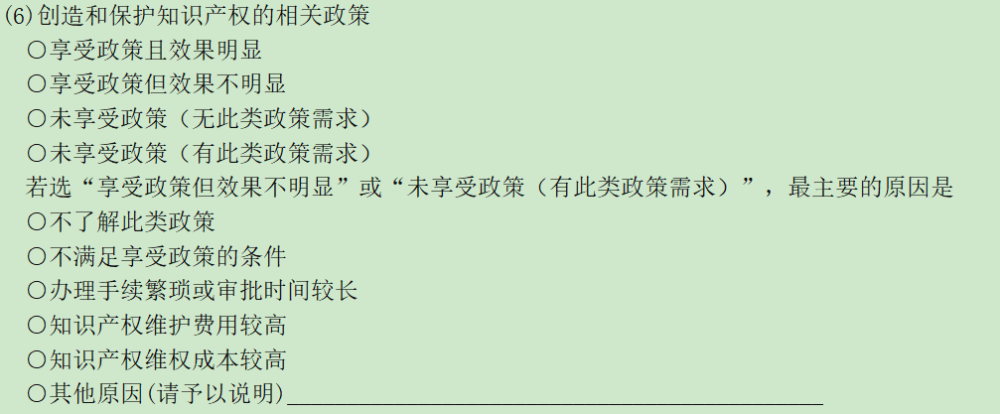 (6)创造和保护知识产权的相关政策
○享受政策且效果明显
○享受政策但效果不明显
○未享受政策（无此类政策需求）
○未享受政策（有此类政策需求）
若选“享受政策但效果不明显”或“未享受政策（有此类政策需求）”，最主要的原因是
○不了解此类政策
○不满足享受政策的条件
○办理手续繁琐或审批时间较长
○知识产权维护费用较高
○知识产权维权成本较高
○其他原因(请予以说明)_____________________________________________